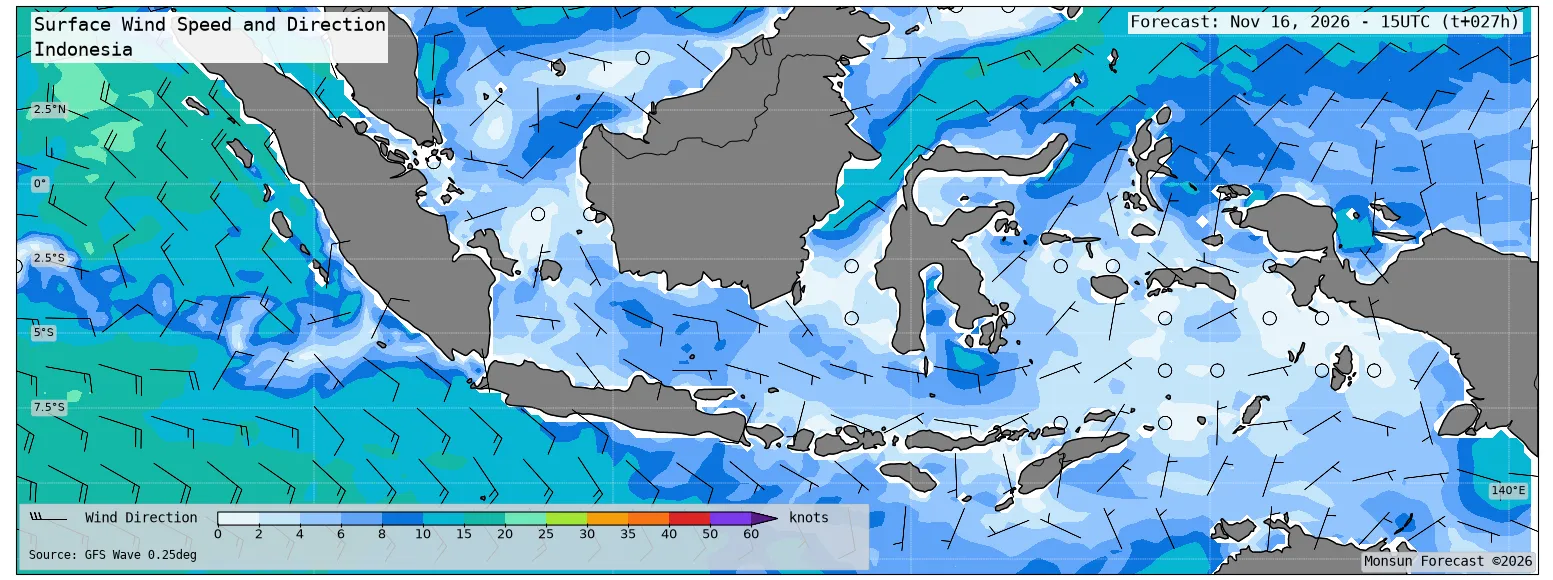 Surface Wind Speed and Direction
Indonesia
Forecast: Nov 16, 2026 - 15UTC (t+027h)
2.5°N
0°
2.5°S
5°S
7.5°S
140°E
Wind Direction
0 2 4 6 8 10 15 20 25 30 35 40 50 60
knots
Source: GFS Wave 0.25deg
Monsun Forecast ©2026